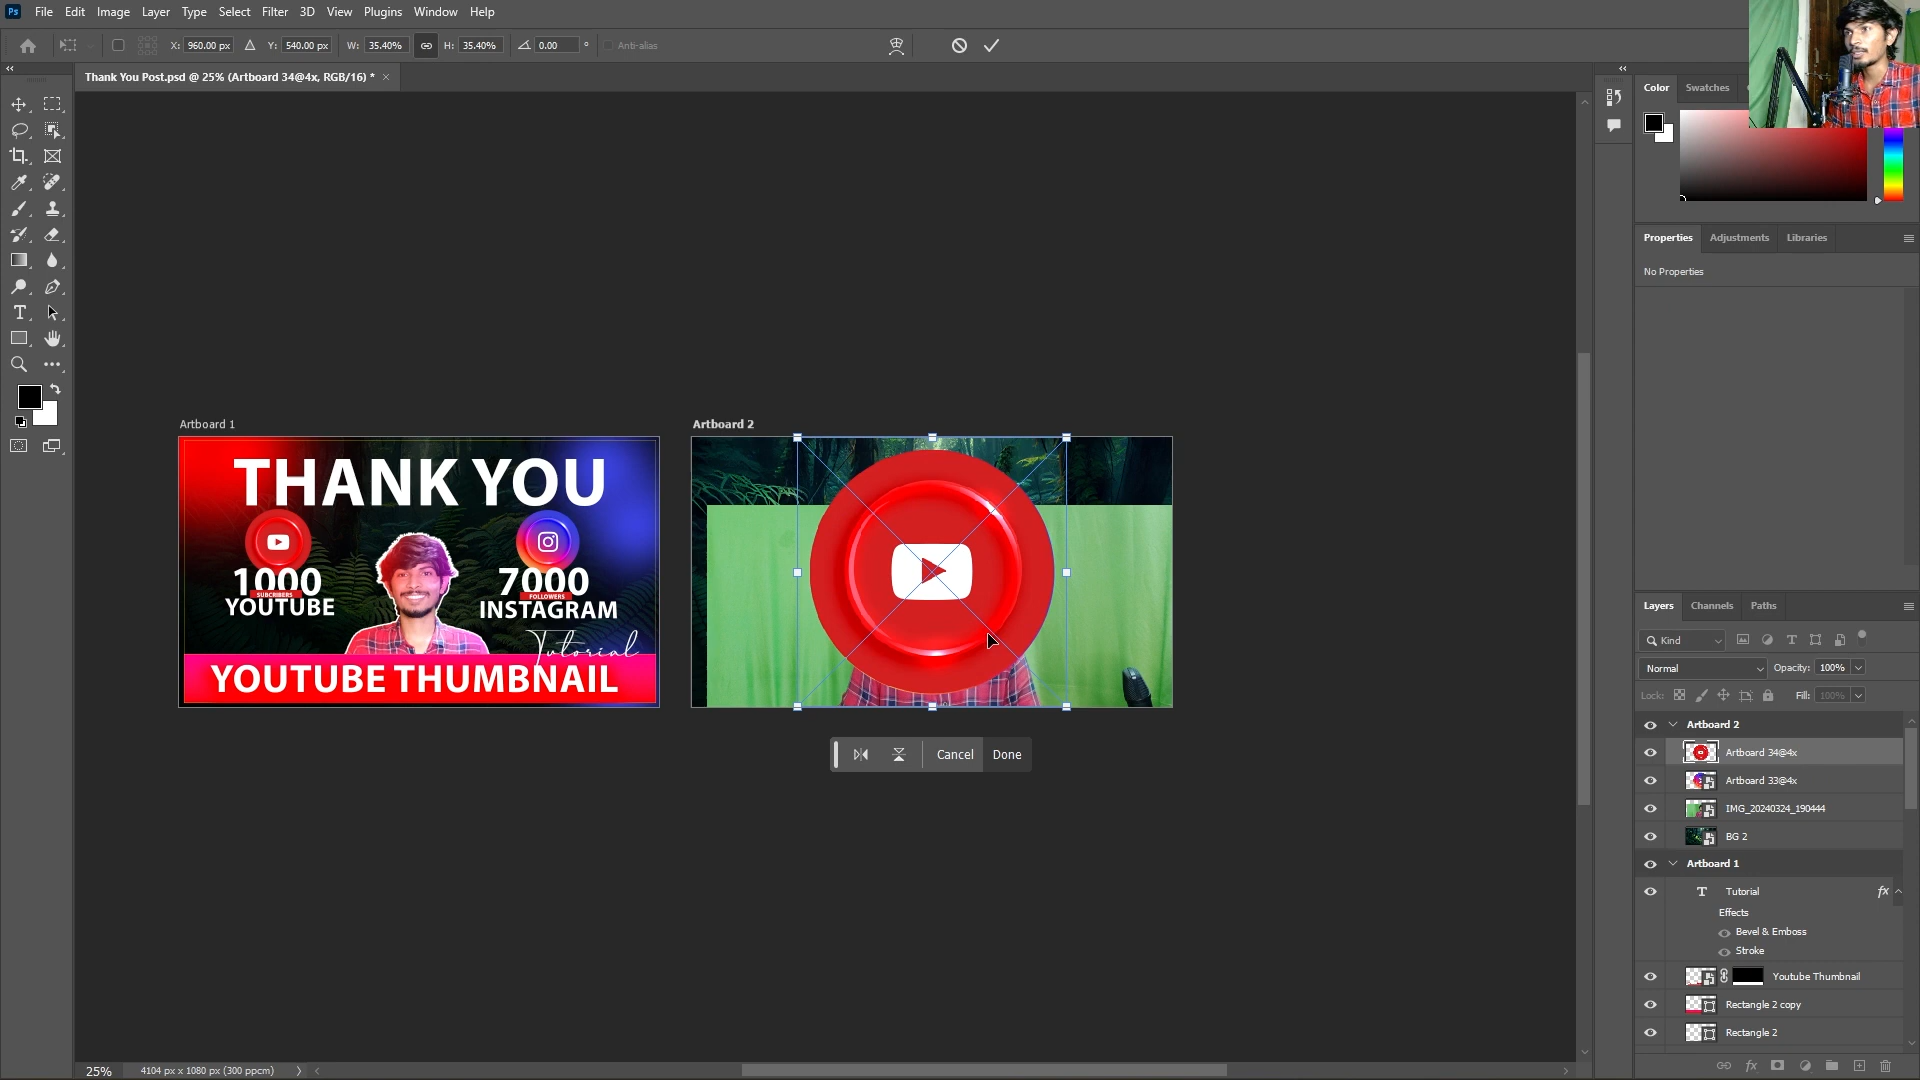 Ps File Edit Image Layer Type Select Filter 3D View Plugins Window Help
X: 960.00 px Y: 540.00 px W: 35.40% H: 35.40% 0.00 ° Anti-alias
Thank You Post.psd @ 25% (Artboard 34@4x, RGB/16) *
Color Swatches
Properties Adjustments Libraries
No Properties
Artboard 1
THANK YOU
1000
SUBCRIBERS
YOUTUBE
7000
FOLLOWERS
INSTAGRAM
Tutorial
YOUTUBE THUMBNAIL
Artboard 2
Cancel Done
Layers Channels Paths
Kind
Normal Opacity: 100%
Lock: Fill: 100%
Artboard 2
Artboard 34@4x
Artboard 33@4x
IMG_20240324_190444
BG 2
Artboard 1
T Tutorial fx
Effects
Bevel & Emboss
Stroke
Youtube Thumbnail
Rectangle 2 copy
Rectangle 2
25% 4104 px x 1080 px (300 ppcm)